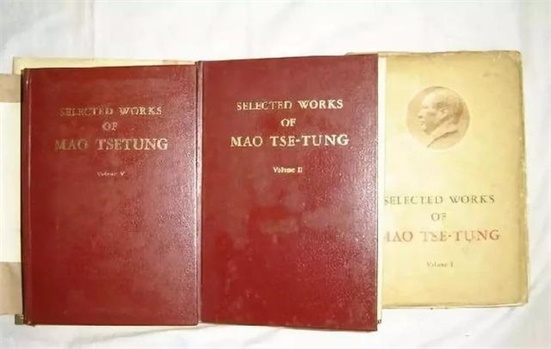 SELECTED WORKS
OF
MAO TSETUNG
Volume V
SELECTED WORKS
OF
MAO TSE-TUNG
Volume II
SELECTED WORKS
OF
MAO TSE-TUNG
Volume I